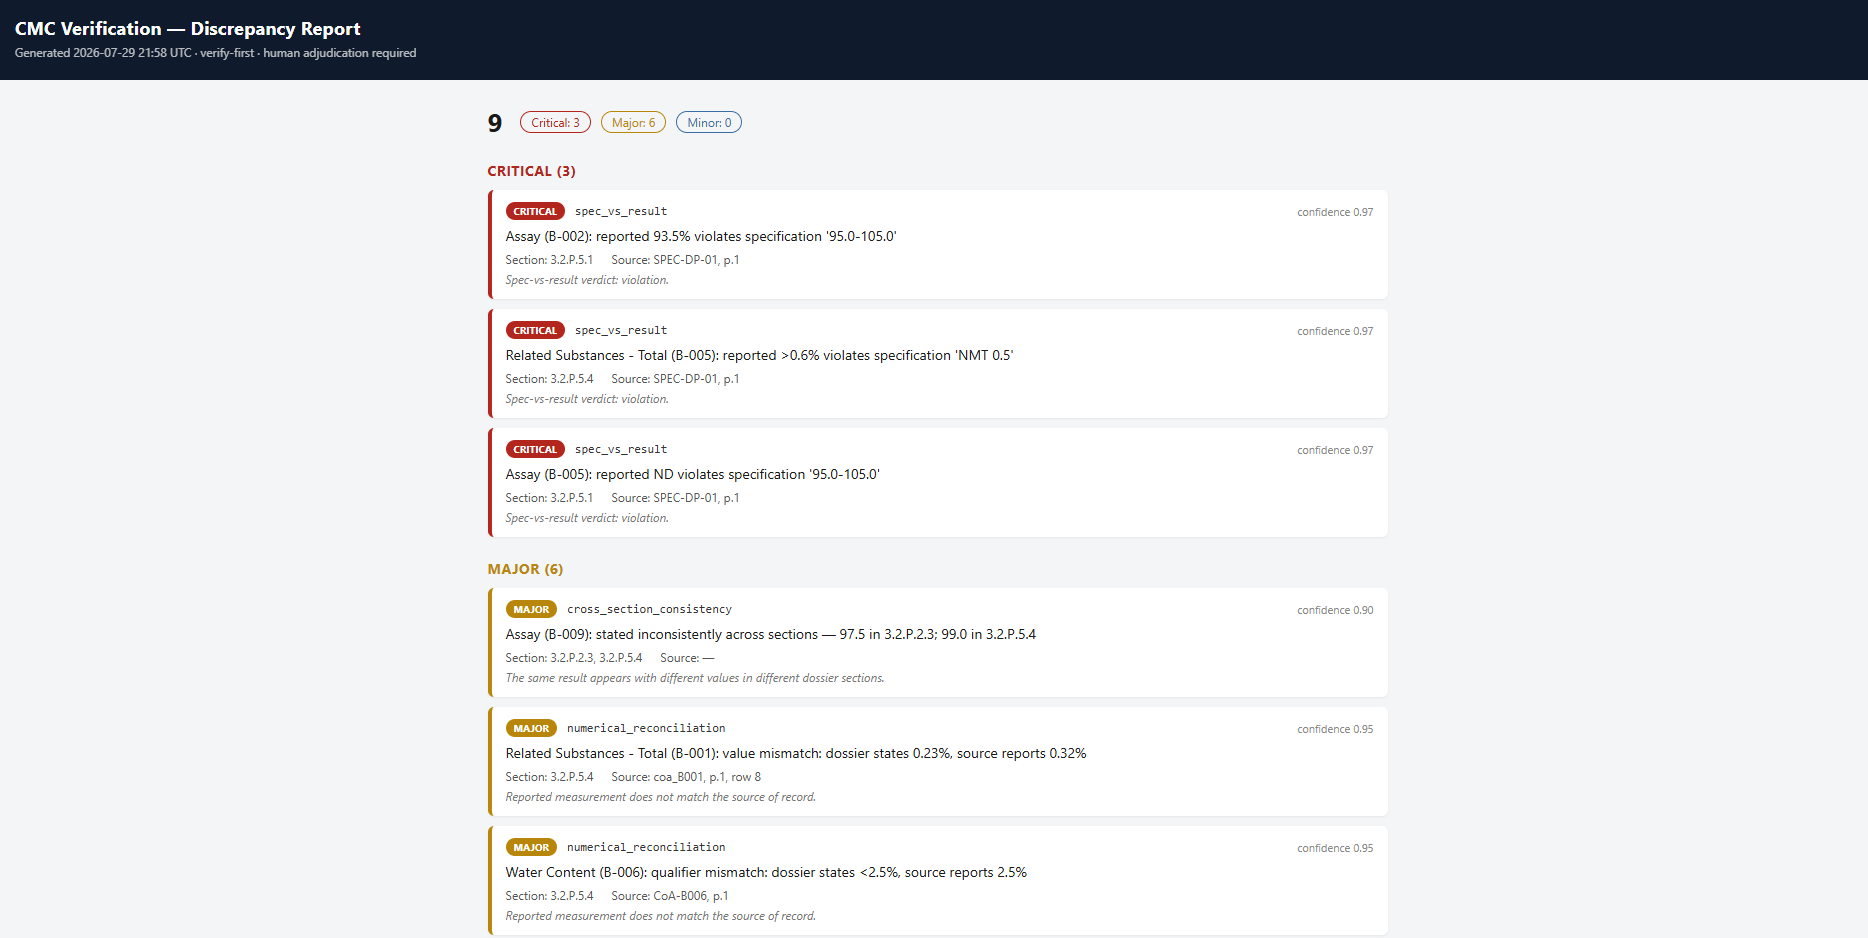 CMC Verification — Discrepancy Report
Generated 2026-07-29 21:58 UTC · verify-first · human adjudication required
9 Critical: 3 Major: 6 Minor: 0
CRITICAL (3)
CRITICAL spec_vs_result confidence 0.97
Assay (B-002): reported 93.5% violates specification '95.0-105.0'
Section: 3.2.P.5.1 Source: SPEC-DP-01, p.1
Spec-vs-result verdict: violation.
CRITICAL spec_vs_result confidence 0.97
Related Substances - Total (B-005): reported >0.6% violates specification 'NMT 0.5'
Section: 3.2.P.5.4 Source: SPEC-DP-01, p.1
Spec-vs-result verdict: violation.
CRITICAL spec_vs_result confidence 0.97
Assay (B-005): reported ND violates specification '95.0-105.0'
Section: 3.2.P.5.1 Source: SPEC-DP-01, p.1
Spec-vs-result verdict: violation.
MAJOR (6)
MAJOR cross_section_consistency confidence 0.90
Assay (B-009): stated inconsistently across sections — 97.5 in 3.2.P.2.3; 99.0 in 3.2.P.5.4
Section: 3.2.P.2.3, 3.2.P.5.4 Source: —
The same result appears with different values in different dossier sections.
MAJOR numerical_reconciliation confidence 0.95
Related Substances - Total (B-001): value mismatch: dossier states 0.23%, source reports 0.32%
Section: 3.2.P.5.4 Source: coa_B001, p.1, row 8
Reported measurement does not match the source of record.
MAJOR numerical_reconciliation confidence 0.95
Water Content (B-006): qualifier mismatch: dossier states <2.5%, source reports 2.5%
Section: 3.2.P.5.4 Source: CoA-B006, p.1
Reported measurement does not match the source of record.